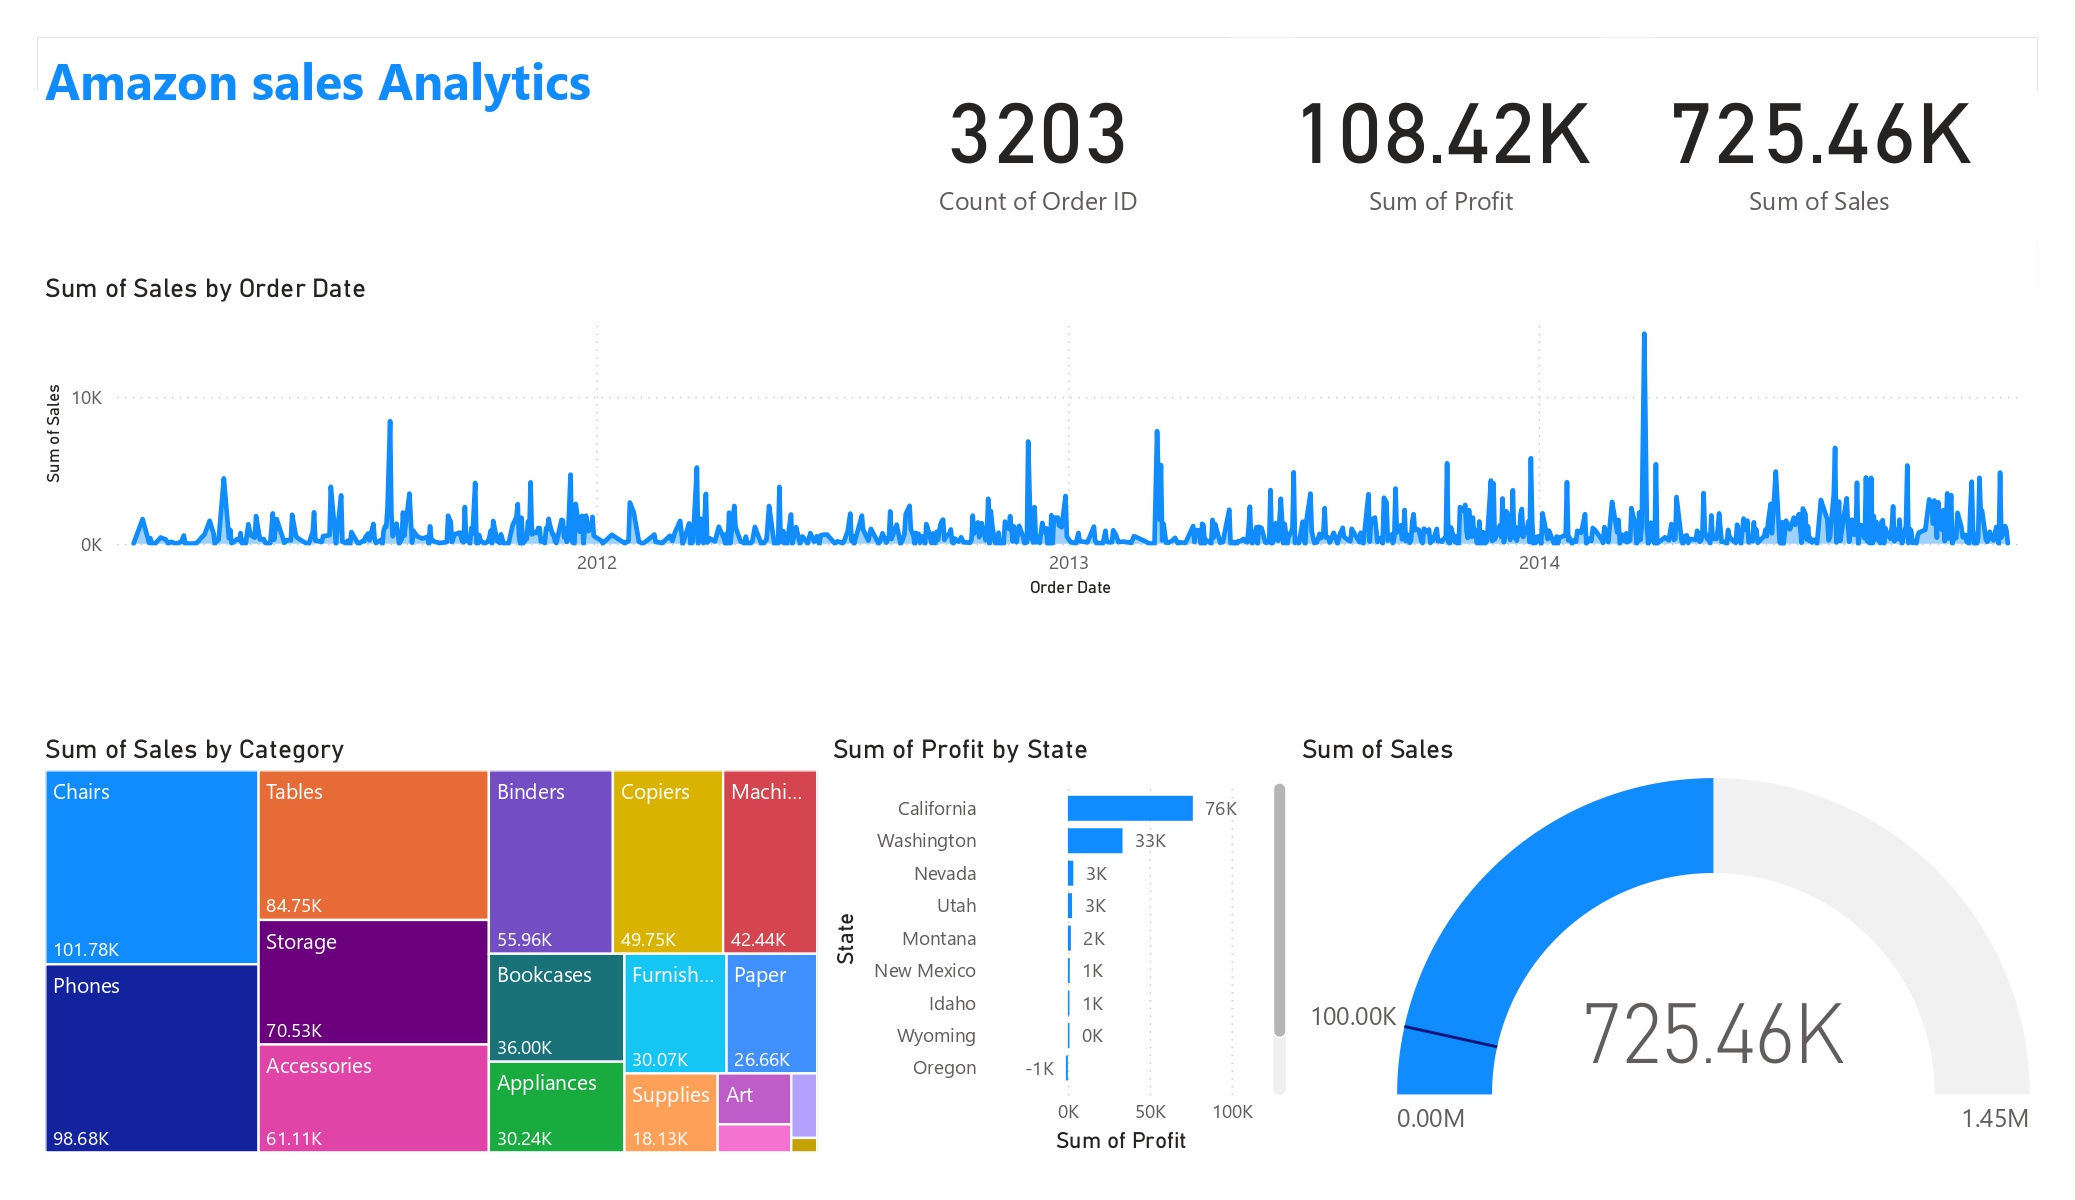 Amazon sales Analytics
3203
Count of Order ID
108.42K
Sum of Profit
725.46K
Sum of Sales
Sum of Sales by Order Date
Sum of Sales
10K
0K
2012
2013
2014
Order Date
Sum of Sales by Category
Chairs
101.78K
Phones
98.68K
Tables
84.75K
Storage
70.53K
Accessories
61.11K
Binders
55.96K
Copiers
49.75K
Machi...
42.44K
Bookcases
36.00K
Appliances
30.24K
Furnish...
30.07K
Paper
26.66K
Supplies
18.13K
Art
Sum of Profit by State
State
California 76K
Washington 33K
Nevada 3K
Utah 3K
Montana 2K
New Mexico 1K
Idaho 1K
Wyoming 0K
Oregon -1K
0K 50K 100K
Sum of Profit
Sum of Sales
100.00K
725.46K
0.00M
1.45M